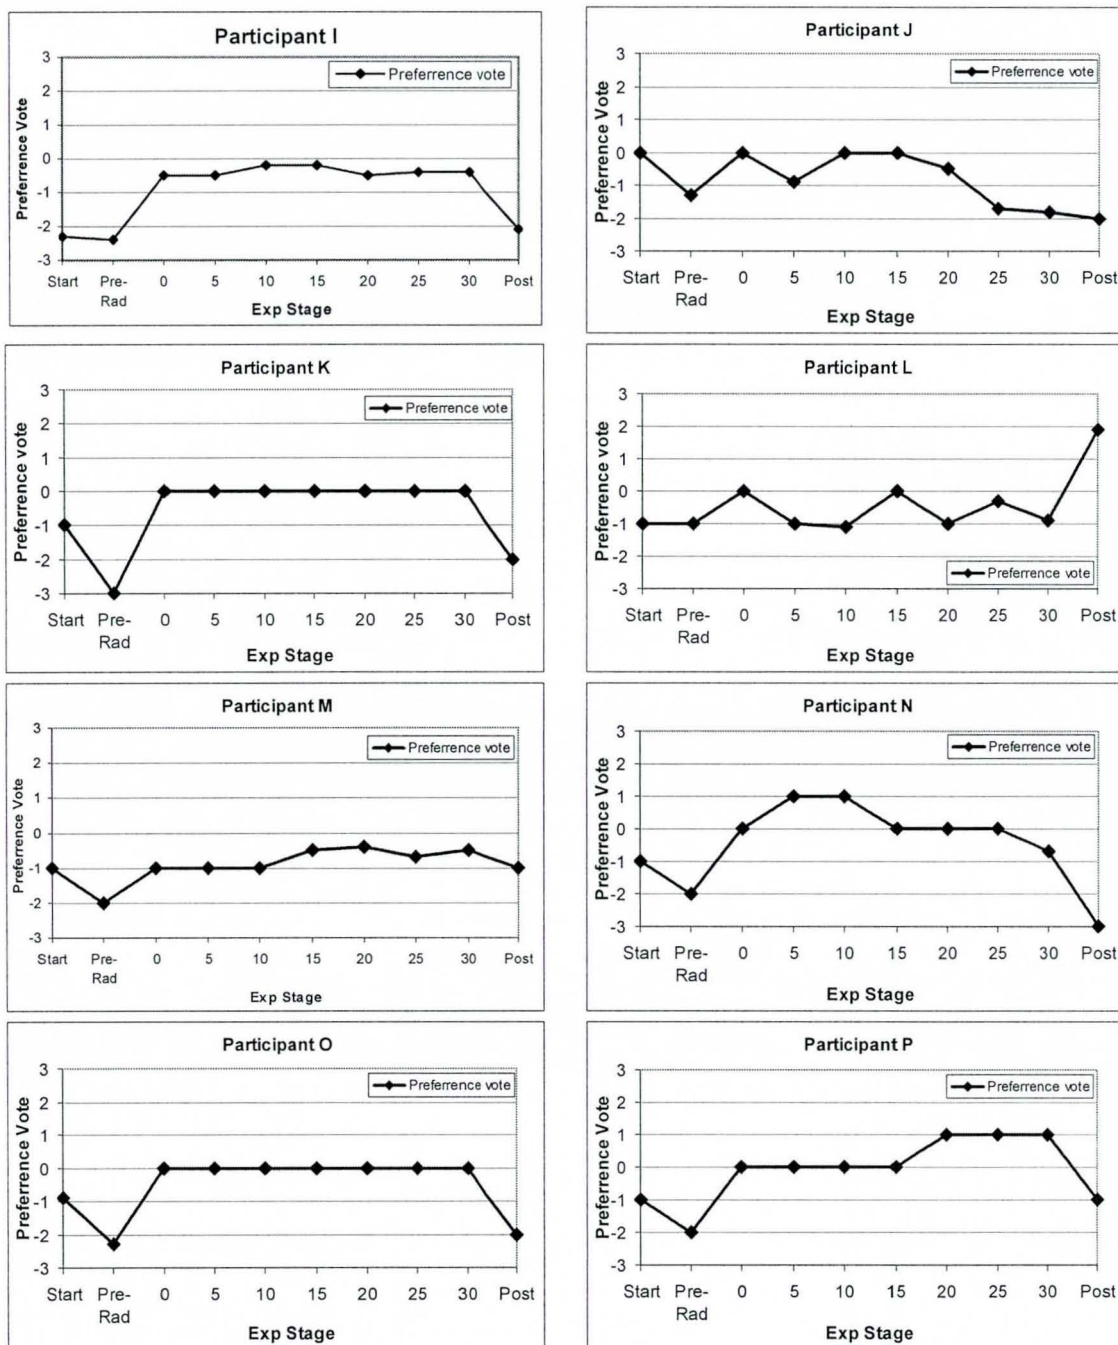 Participant I
Preferrence vote
Preferrence Vote
3
2
1
0
-1
-2
-3
Start Pre-Rad 0 5 10 15 20 25 30 Post
Exp Stage
Participant J
Preferrence vote
Preferrence Vote
3
2
1
0
-1
-2
-3
Start Pre-Rad 0 5 10 15 20 25 30 Post
Exp Stage
Participant K
Preferrence vote
Preferrence vote
3
2
1
0
-1
-2
-3
Start Pre-Rad 0 5 10 15 20 25 30 Post
Exp Stage
Participant L
Preferrence vote
Preferrence vote
3
2
1
0
-1
-2
-3
Start Pre-Rad 0 5 10 15 20 25 30 Post
Exp Stage
Participant M
Preferrence vote
Preferrence Vote
3
2
1
0
-1
-2
-3
Start Pre-Rad 0 5 10 15 20 25 30 Post
Exp Stage
Participant N
Preferrence vote
Preferrence Vote
3
2
1
0
-1
-2
-3
Start Pre-Rad 0 5 10 15 20 25 30 Post
Exp Stage
Participant O
Preferrence vote
Preferrence Vote
3
2
1
0
-1
-2
-3
Start Pre-Rad 0 5 10 15 20 25 30 Post
Exp Stage
Participant P
Preferrence vote
Preferrence Vote
3
2
1
0
-1
-2
-3
Start Pre-Rad 0 5 10 15 20 25 30 Post
Exp Stage